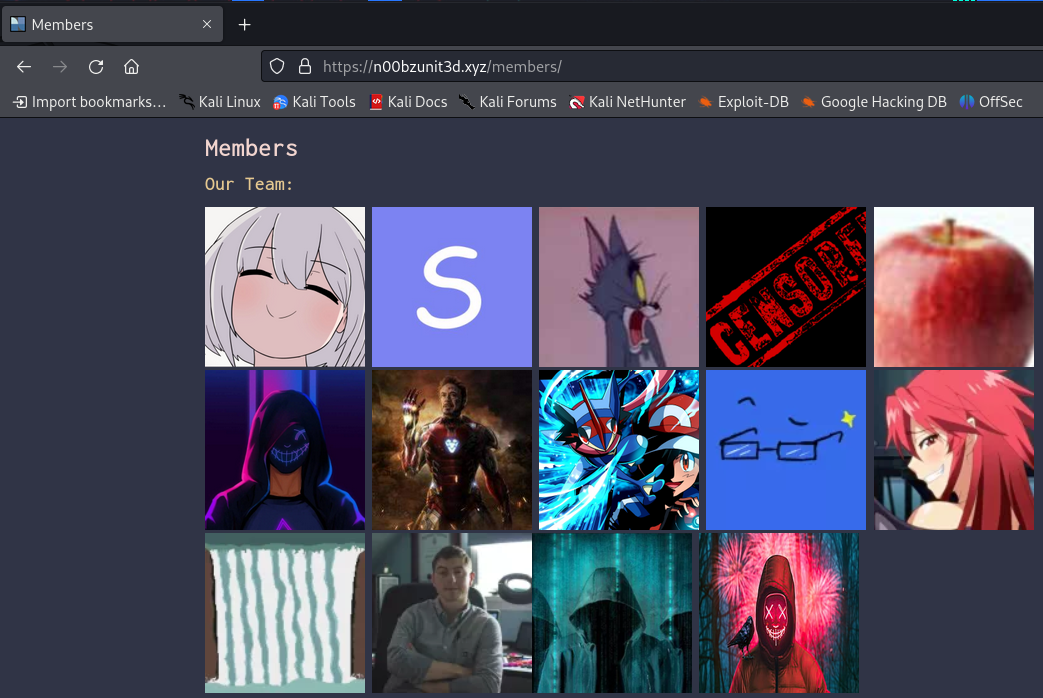 Members
https://n00bzunit3d.xyz/members/
Import bookmarks… Kali Linux Kali Tools Kali Docs Kali Forums Kali NetHunter Exploit-DB Google Hacking DB OffSec
Members
Our Team:
S
CENSORE